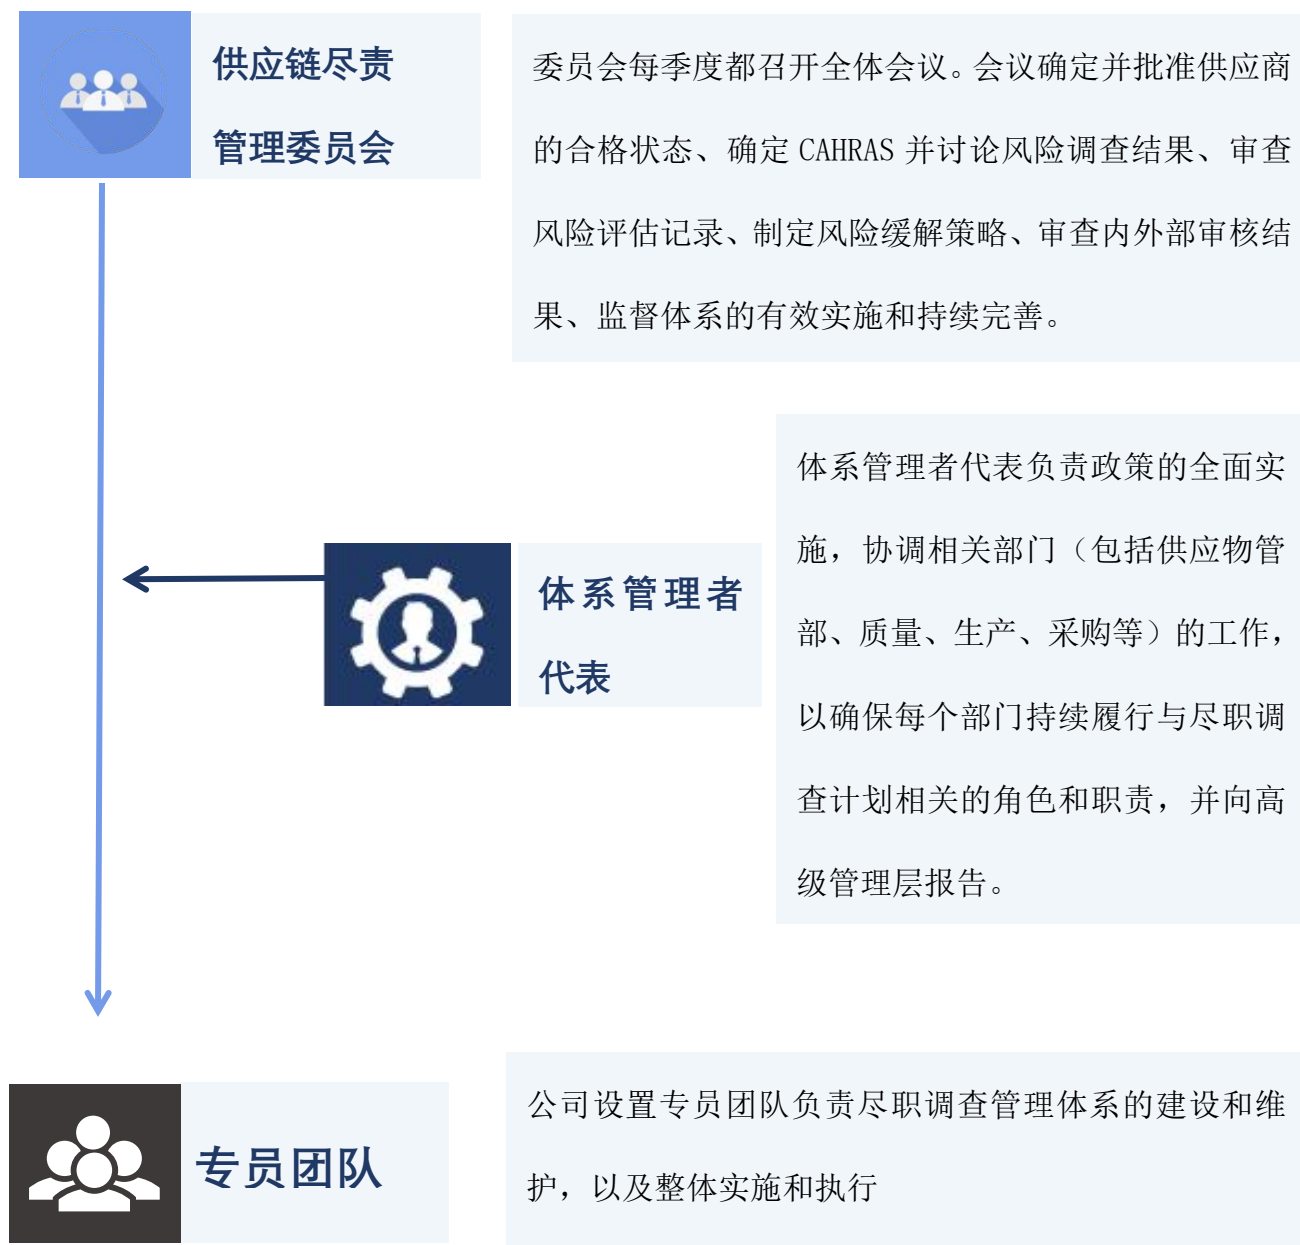 供应链尽责
管理委员会
委员会每季度都召开全体会议。会议确定并批准供应商
的合格状态、确定 CAHRAS 并讨论风险调查结果、审查
风险评估记录、制定风险缓解策略、审查内外部审核结
果、监督体系的有效实施和持续完善。
体系管理者
代表
体系管理者代表负责政策的全面实
施，协调相关部门（包括供应物管
部、质量、生产、采购等）的工作，
以确保每个部门持续履行与尽职调
查计划相关的角色和职责，并向高
级管理层报告。
专员团队
公司设置专员团队负责尽职调查管理体系的建设和维
护，以及整体实施和执行